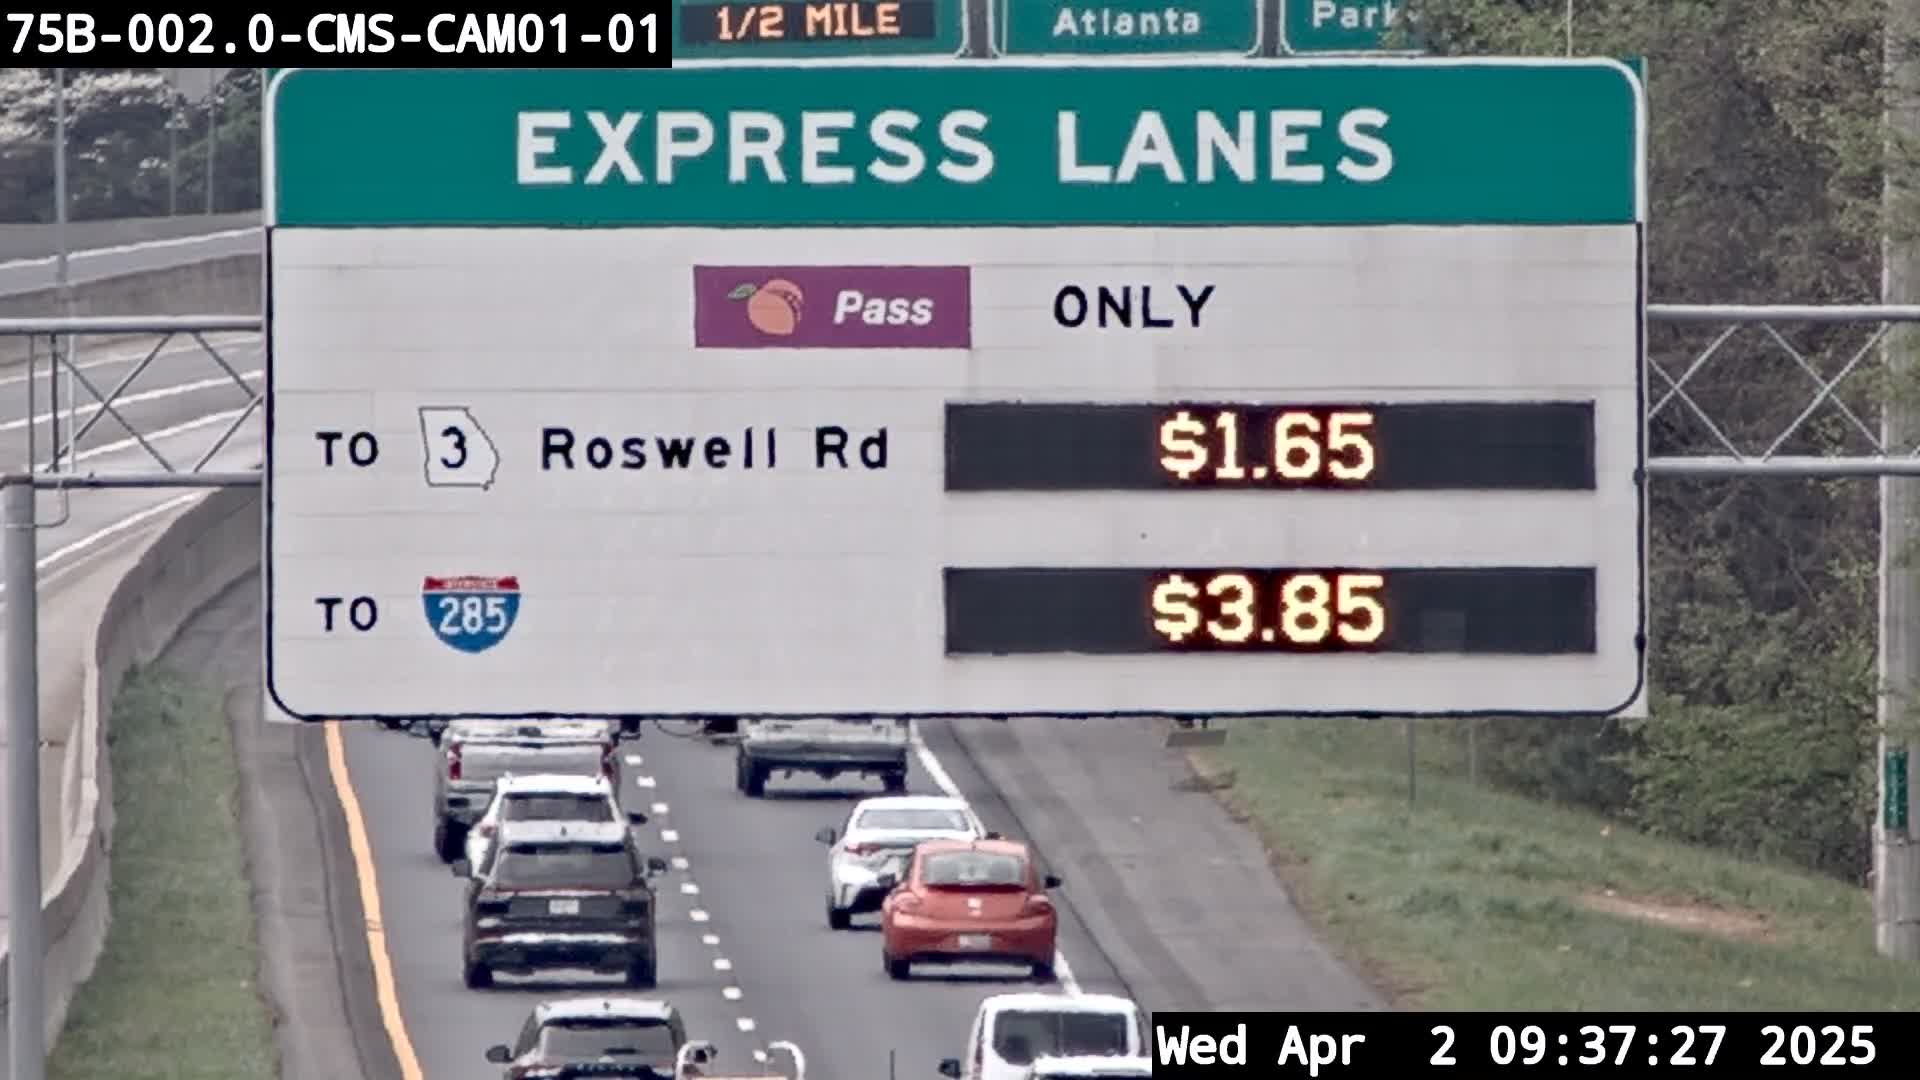 75B-002.0-CMS-CAM01-01
1/2 MILE
Atlanta
Park
EXPRESS LANES
Pass ONLY
TO 3 Roswell Rd $1.65
TO 285 $3.85
Wed Apr 2 09:37:27 2025